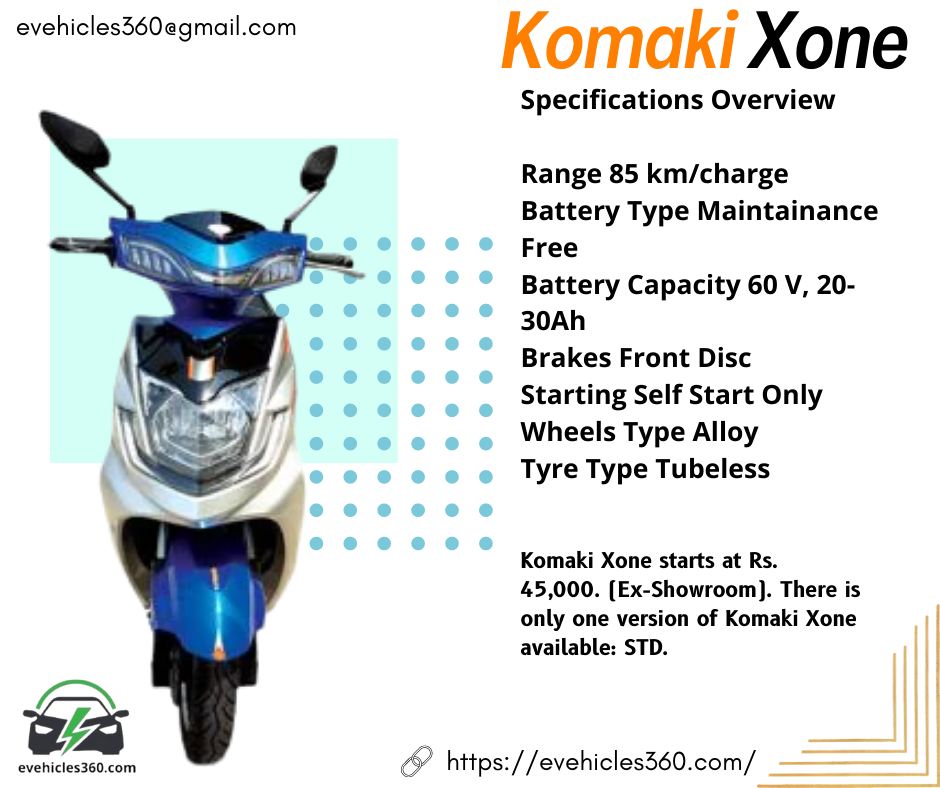 evehicles360@gmail.com
Komaki Xone
Specifications Overview
Range 85 km/charge
Battery Type Maintainance
Free
Battery Capacity 60 V, 20-
30Ah
Brakes Front Disc
Starting Self Start Only
Wheels Type Alloy
Tyre Type Tubeless
Komaki Xone starts at Rs.
45,000. (Ex-Showroom). There is
only one version of Komaki Xone
available: STD.
evehicles360.com
https://evehicles360.com/